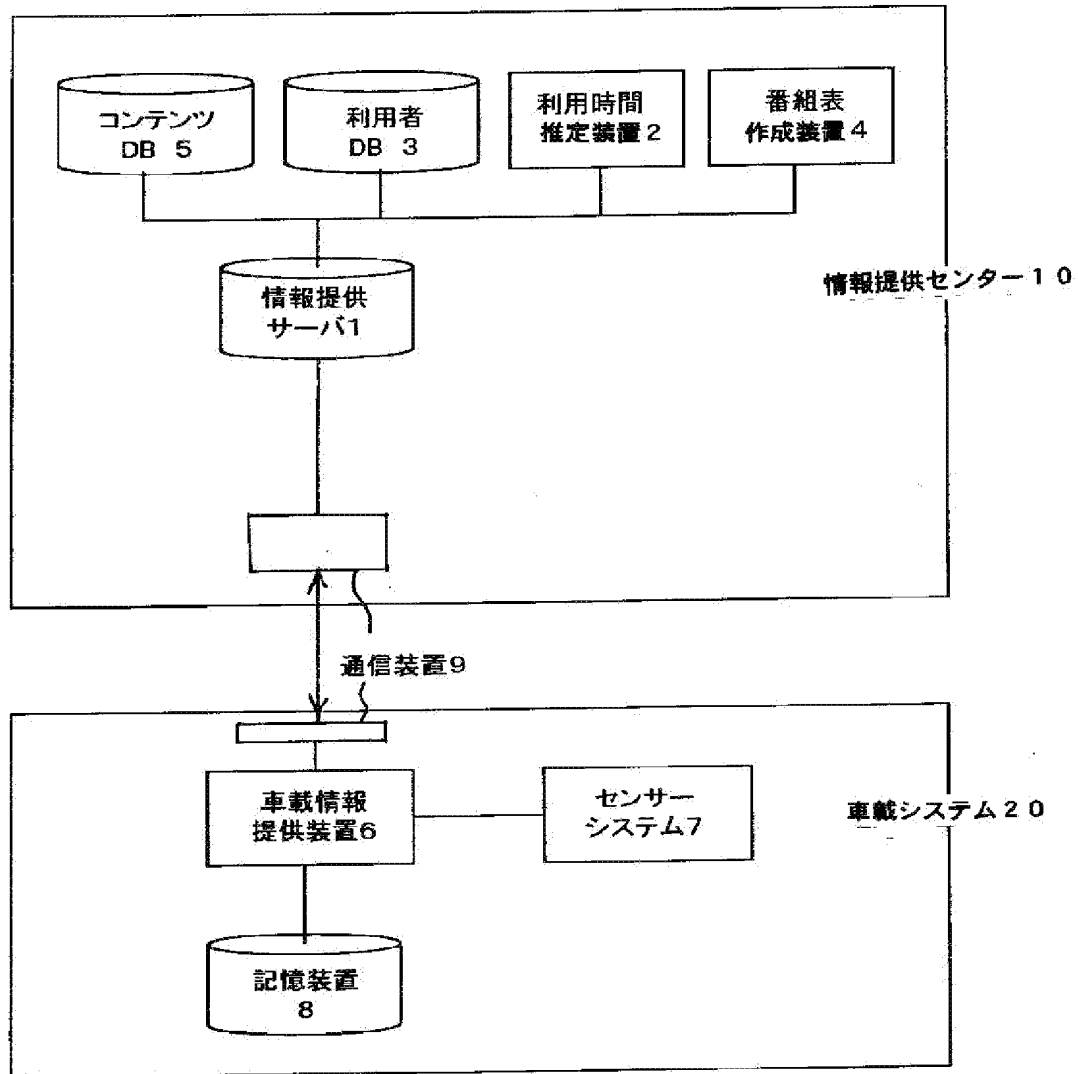 コンテンツ
DB 5
利用者
DB 3
利用時間
推定装置2
番組表
作成装置4
情報提供
サーバ1
情報提供センター10
通信装置9
車載情報
提供装置6
センサー
システム7
車載システム20
記憶装置
8